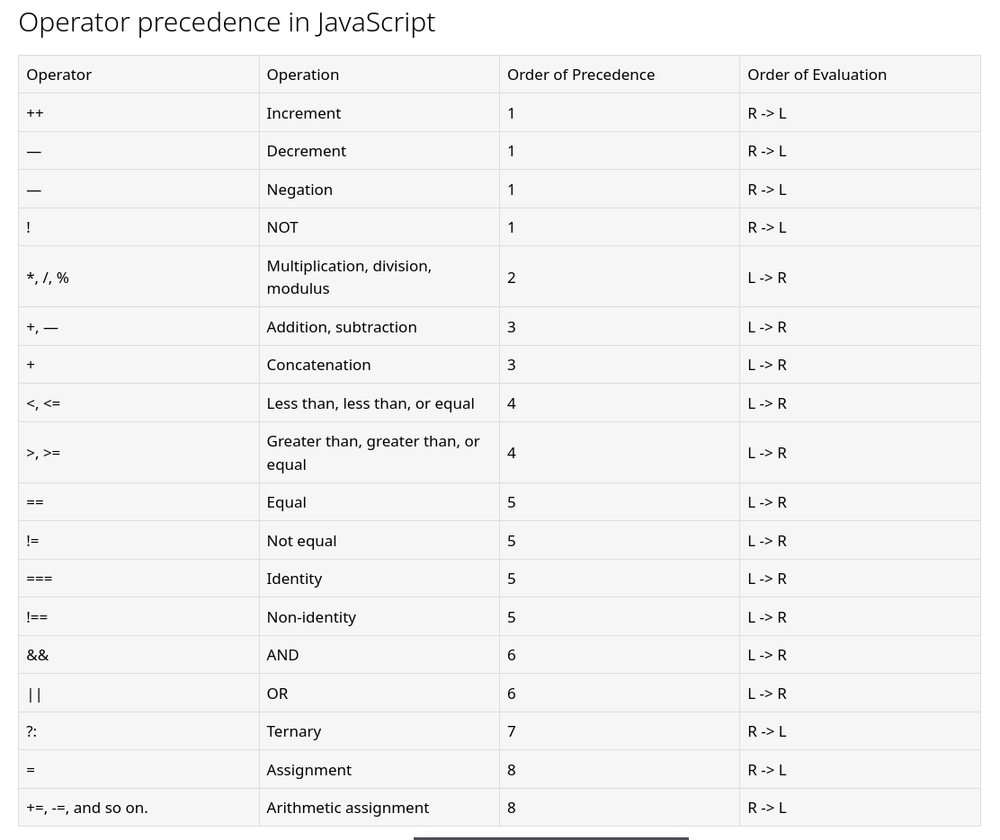 Operator precedence in JavaScript
Operator Operation Order of Precedence Order of Evaluation
++ Increment 1 R -> L
— Decrement 1 R -> L
— Negation 1 R -> L
! NOT 1 R -> L
*, /, % Multiplication, division, 2 L -> R
modulus
+, — Addition, subtraction 3 L -> R
+ Concatenation 3 L -> R
<, <= Less than, less than, or equal 4 L -> R
>, >= Greater than, greater than, or 4 L -> R
equal
== Equal 5 L -> R
!= Not equal 5 L -> R
=== Identity 5 L -> R
!== Non-identity 5 L -> R
&& AND 6 L -> R
|| OR 6 L -> R
?: Ternary 7 R -> L
= Assignment 8 R -> L
+=, -=, and so on. Arithmetic assignment 8 R -> L